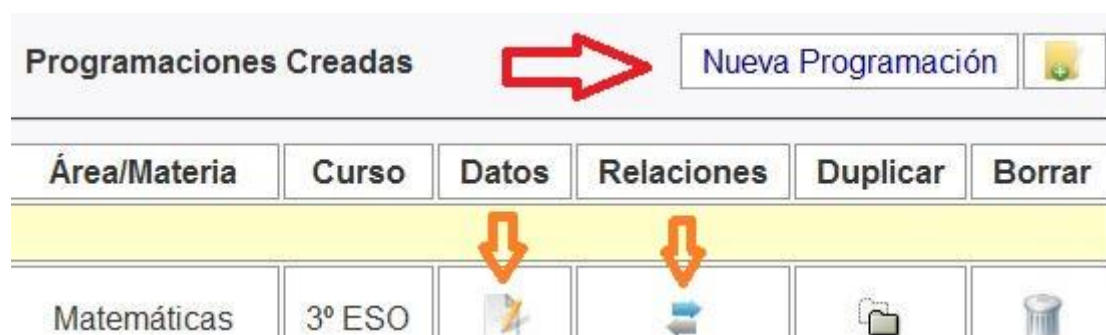 Programaciones Creadas Nueva Programación
Área/Materia Curso Datos Relaciones Duplicar Borrar
Matemáticas 3º ESO